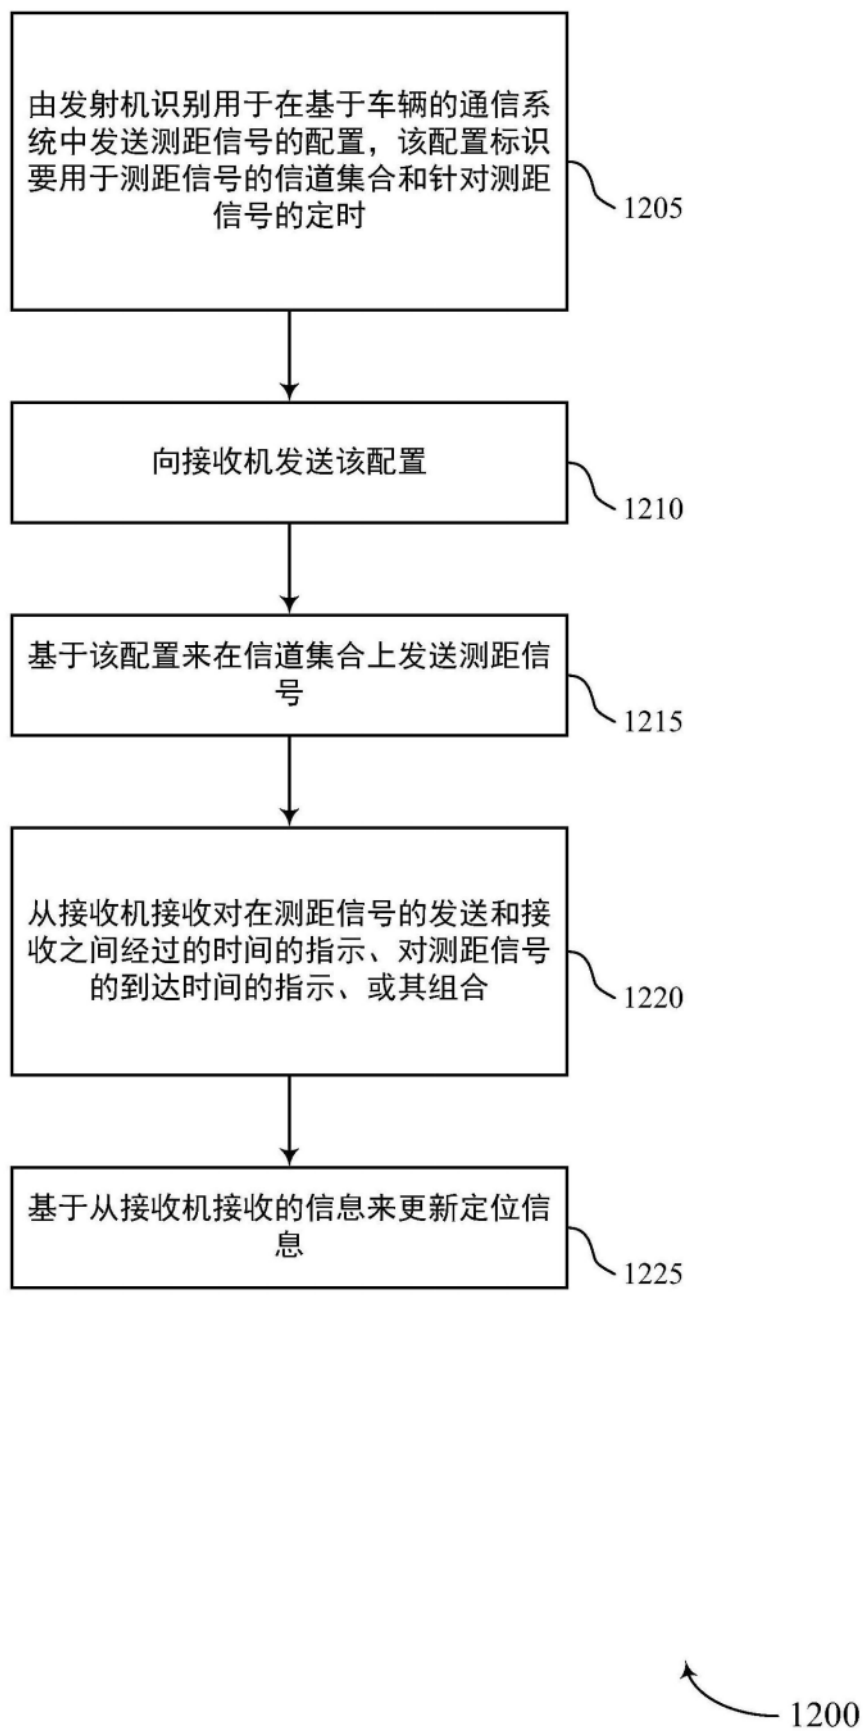 由发射机识别用于在基于车辆的通信系
统中发送测距信号的配置，该配置标识
要用于测距信号的信道集合和针对测距
信号的定时
1205
向接收机发送该配置
1210
基于该配置来在信道集合上发送测距信
号
1215
从接收机接收对在测距信号的发送和接
收之间经过的时间的指示、对测距信号
的到达时间的指示、或其组合
1220
基于从接收机接收的信息来更新定位信
息
1225
1200